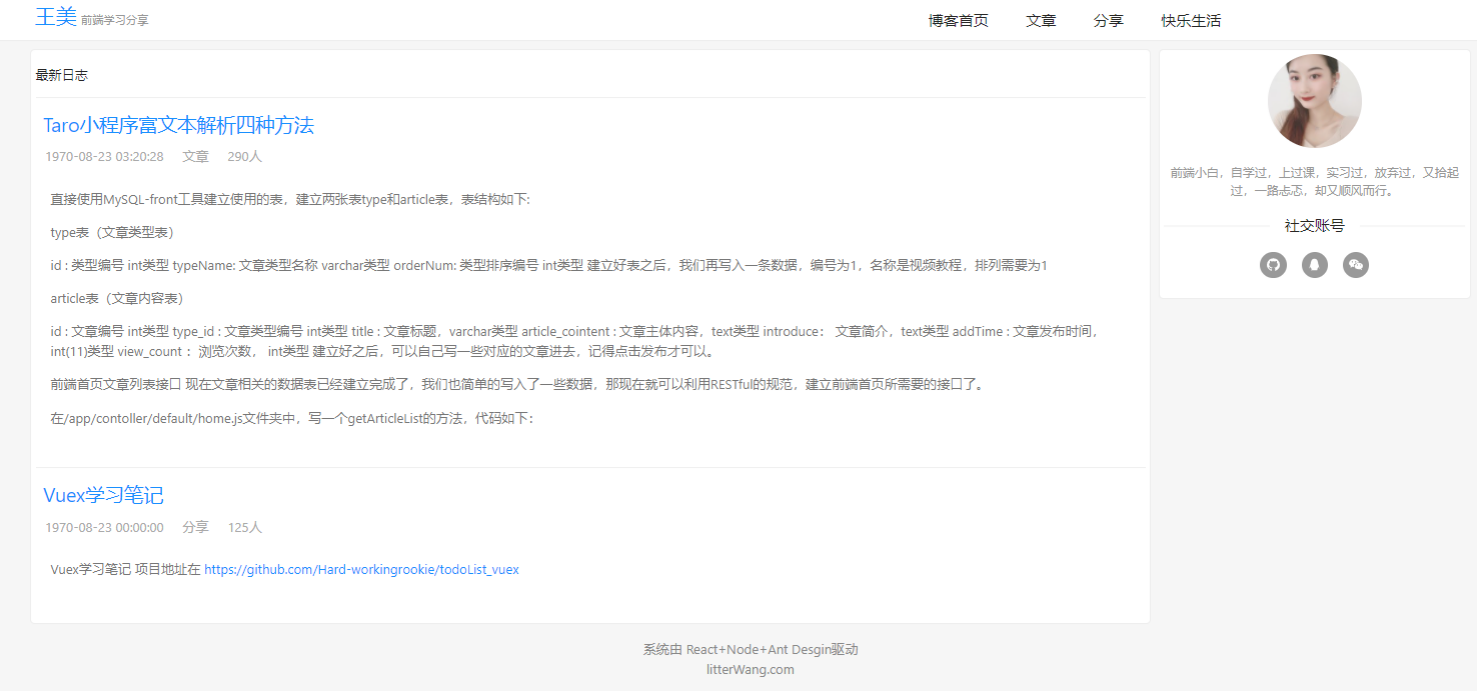 王美 前端学习分享
博客首页 文章 分享 快乐生活
最新日志
Taro小程序富文本解析四种方法
1970-08-23 03:20:28 文章 290人
直接使用MySQL-front工具建立使用的表，建立两张表type和article表，表结构如下:
type表（文章类型表）
id : 类型编号 int类型 typeName: 文章类型名称 varchar类型 orderNum: 类型排序编号 int类型 建立好表之后，我们再写入一条数据，编号为1，名称是视频教程，排列需要为1
article表（文章内容表）
id : 文章编号 int类型 type_id : 文章类型编号 int类型 title : 文章标题，varchar类型 article_cointent : 文章主体内容，text类型 introduce： 文章简介，text类型 addTime : 文章发布时间，
int(11)类型 view_count ：浏览次数， int类型 建立好之后，可以自己写一些对应的文章进去，记得点击发布才可以。
前端首页文章列表接口 现在文章相关的数据表已经建立完成了，我们也简单的写入了一些数据，那现在就可以利用RESTful的规范，建立前端首页所需要的接口了。
在/app/contoller/default/home.js文件夹中，写一个getArticleList的方法，代码如下：
Vuex学习笔记
1970-08-23 00:00:00 分享 125人
Vuex学习笔记 项目地址在 https://github.com/Hard-workingrookie/todoList_vuex
前端小白，自学过，上过课，实习过，放弃过，又拾起
过，一路忐忑，却又顺风而行。
社交账号
系统由 React+Node+Ant Desgin驱动
litterWang.com